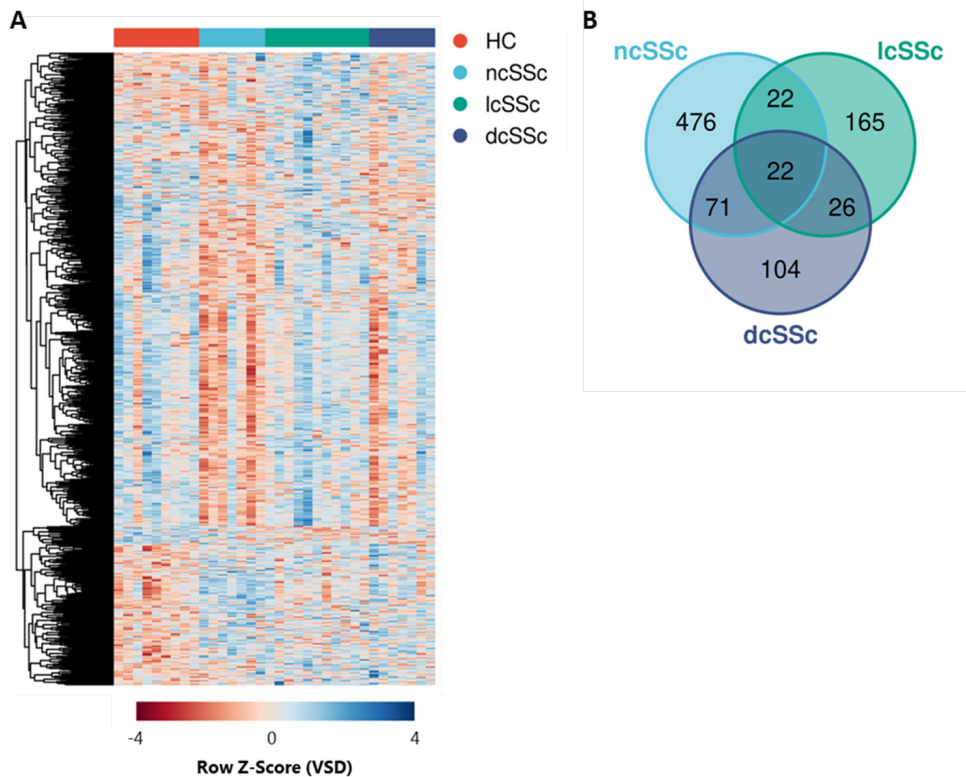 A
HC
ncSSc
lcSSc
dcSSc
-4
0
4
Row Z-Score (VSD)
B
ncSSc
lcSSc
22
476
165
22
71
26
104
dcSSc